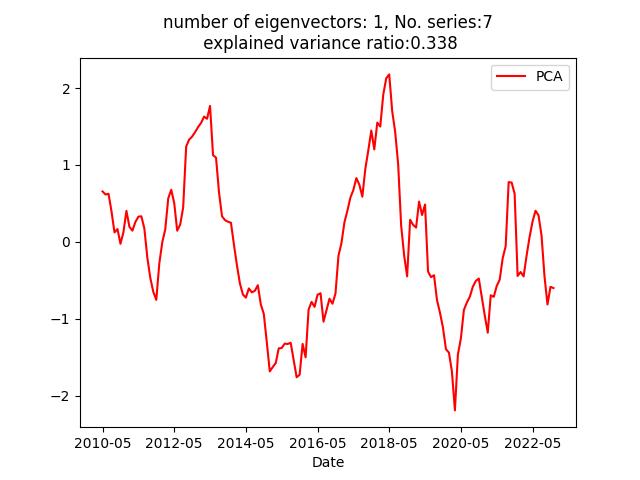 number of eigenvectors: 1, No. series:7
explained variance ratio:0.338
PCA
2
1
0
−1
−2
2010-05 2012-05 2014-05 2016-05 2018-05 2020-05 2022-05
Date